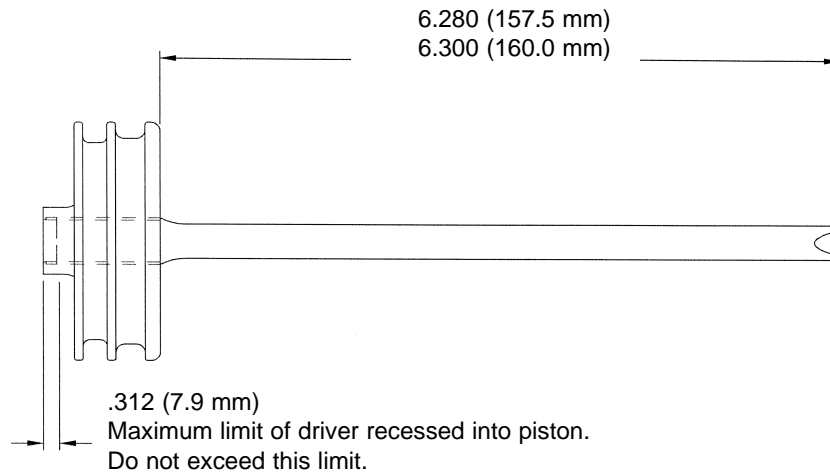 6.280 (157.5 mm)
6.300 (160.0 mm)
.312 (7.9 mm)
Maximum limit of driver recessed into piston.
Do not exceed this limit.